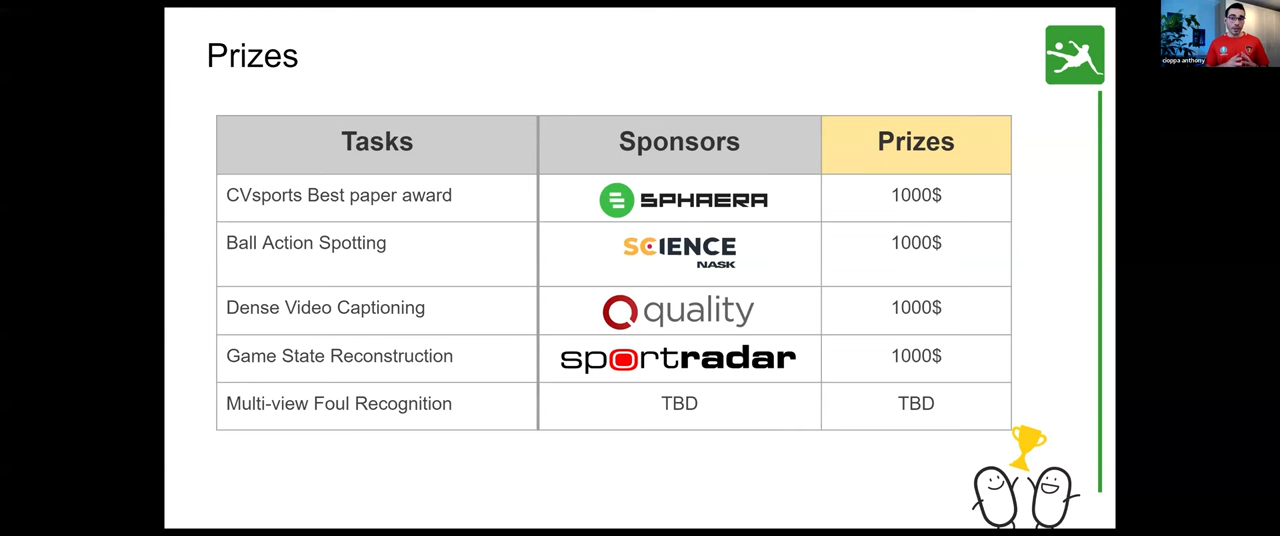 Prizes
cioppa anthony
Tasks Sponsors Prizes
CVsports Best paper award SPHAERA 1000$
Ball Action Spotting SCIENCE NASK 1000$
Dense Video Captioning quality 1000$
Game State Reconstruction sportradar 1000$
Multi-view Foul Recognition TBD TBD